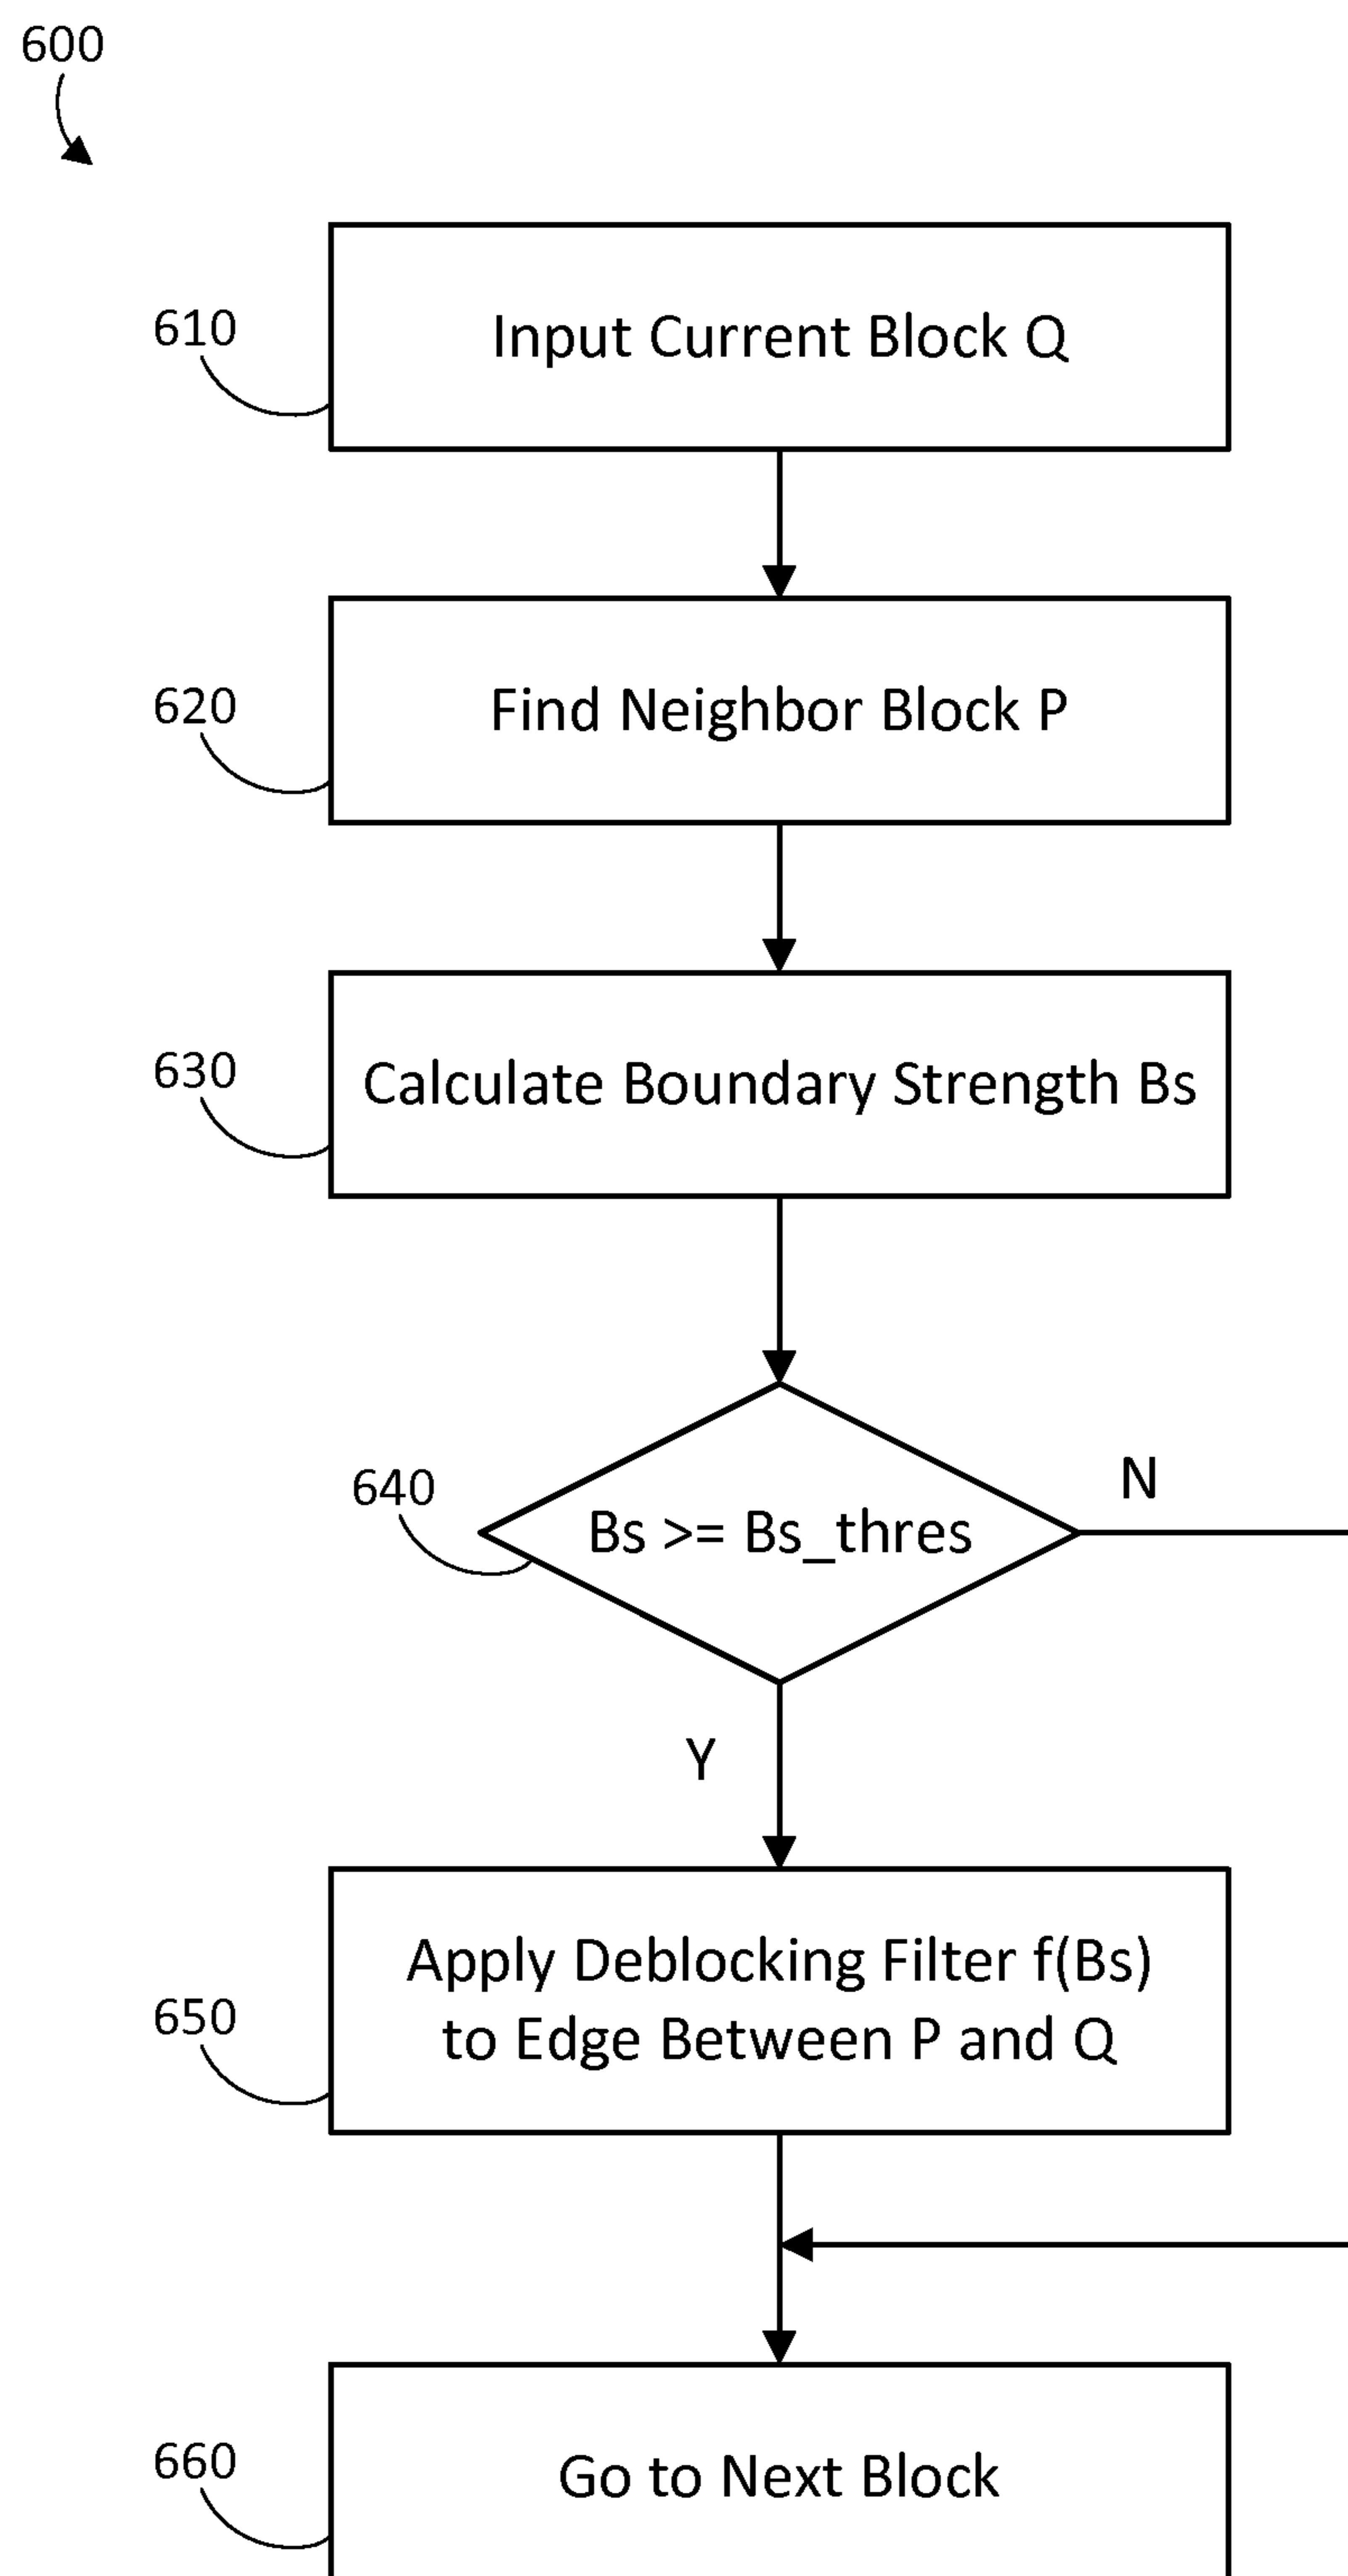 600
610
Input Current Block Q
620
Find Neighbor Block P
630
Calculate Boundary Strength Bs
640
Bs >= Bs_thres
N
Y
650
Apply Deblocking Filter f(Bs)
to Edge Between P and Q
660
Go to Next Block